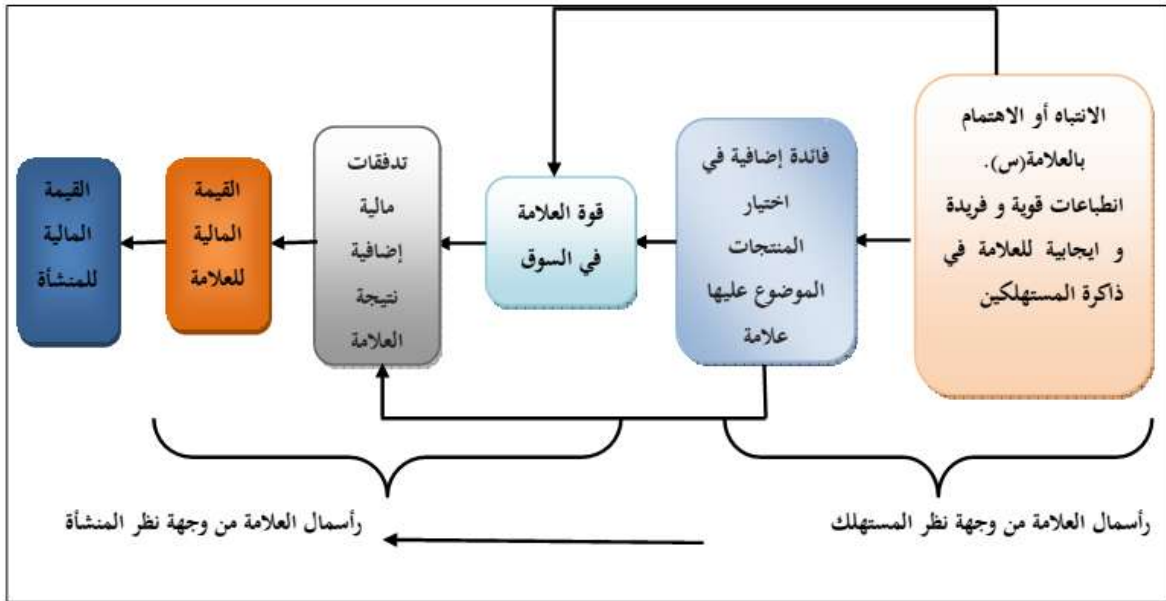 الانتباه أو الاهتمام
بالعلامة(س).
انطباعات قوية و فريدة
و ايجابية للعلامة في
ذاكرة المستهلكين
فائدة إضافية في
اختيار
المنتجات
الموضوع عليها
علامة
قوة العلامة
في السوق
تدفقات
مالية
إضافية
نتيجة
العلامة
القيمة
المالية
للعلامة
القيمة
المالية
للمنشأة
رأسمال العلامة من وجهة نظر المستهلك
رأسمال العلامة من وجهة نظر المنشأة